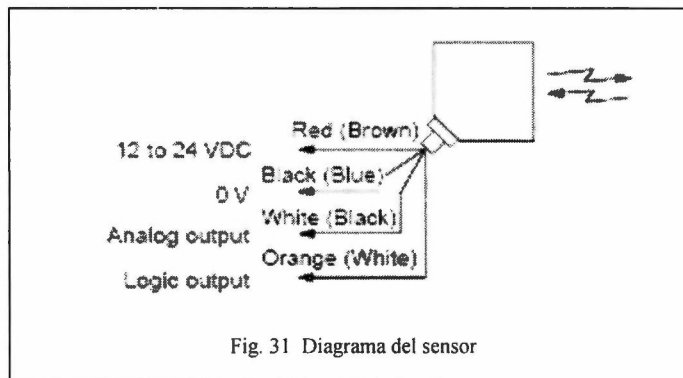 Red (Brown)
12 to 24 VDC
Black (Blue)
0 V
White (Black)
Analog output
Orange (White)
Logic output
Fig. 31 Diagrama del sensor